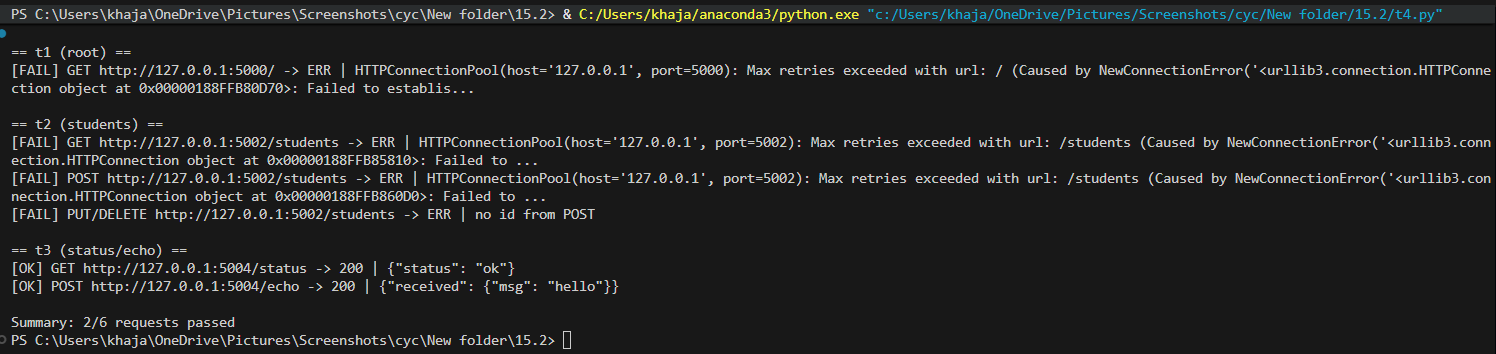 PS C:\Users\khaja\OneDrive\Pictures\Screenshots\cyc\New folder\15.2> & C:/Users/khaja/anaconda3/python.exe "c:/Users/khaja/OneDrive/Pictures/Screenshots/cyc/New folder/15.2/t4.py"
== t1 (root) ==
[FAIL] GET http://127.0.0.1:5000/ -> ERR | HTTPConnectionPool(host='127.0.0.1', port=5000): Max retries exceeded with url: / (Caused by NewConnectionError('<urllib3.connection.HTTPConne
ction object at 0x00000188FFB80D70>: Failed to establis...
== t2 (students) ==
[FAIL] GET http://127.0.0.1:5002/students -> ERR | HTTPConnectionPool(host='127.0.0.1', port=5002): Max retries exceeded with url: /students (Caused by NewConnectionError('<urllib3.conn
ection.HTTPConnection object at 0x00000188FFB85810>: Failed to ...
[FAIL] POST http://127.0.0.1:5002/students -> ERR | HTTPConnectionPool(host='127.0.0.1', port=5002): Max retries exceeded with url: /students (Caused by NewConnectionError('<urllib3.con
nection.HTTPConnection object at 0x00000188FFB860D0>: Failed to ...
[FAIL] PUT/DELETE http://127.0.0.1:5002/students -> ERR | no id from POST
== t3 (status/echo) ==
[OK] GET http://127.0.0.1:5004/status -> 200 | {"status": "ok"}
[OK] POST http://127.0.0.1:5004/echo -> 200 | {"received": {"msg": "hello"}}
Summary: 2/6 requests passed
PS C:\Users\khaja\OneDrive\Pictures\Screenshots\cyc\New folder\15.2>